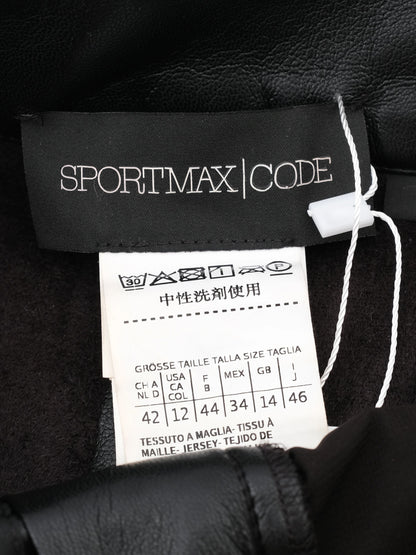 SPORTMAX|CODE
30 P
中性洗剤使用
GRÖSSE TAILLE TALLA SIZE TAGLIA
CH A USA F MEX GB I
NL D CA B J
COL
42 12 44 34 14 46
TESSUTO A MAGLIA- TISSU À
MAILLE- JERSEY- TEJIDO DE